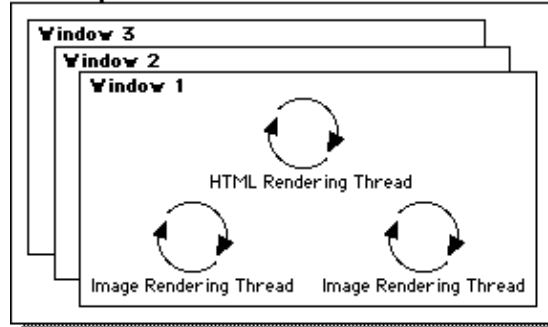 Window 3
Window 2
Window 1
HTML Rendering Thread
Image Rendering Thread
Image Rendering Thread